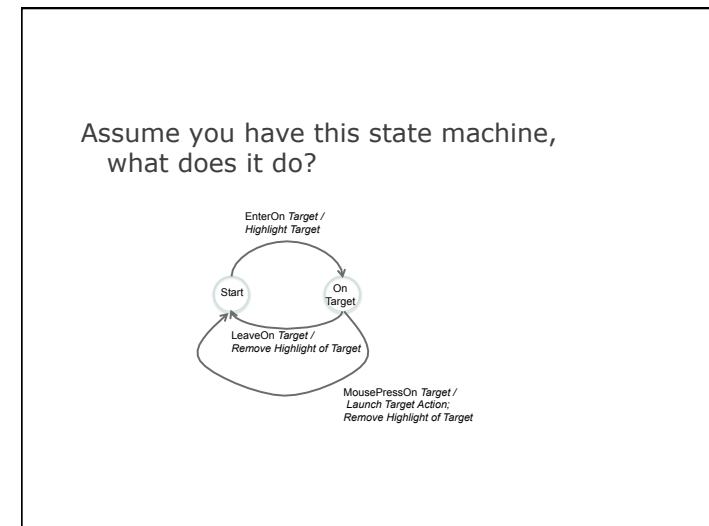 Assume you have this state machine,
what does it do?
EnterOn Target /
Highlight Target
Start
On
Target
LeaveOn Target /
Remove Highlight of Target
MousePressOn Target /
Launch Target Action;
Remove Highlight of Target